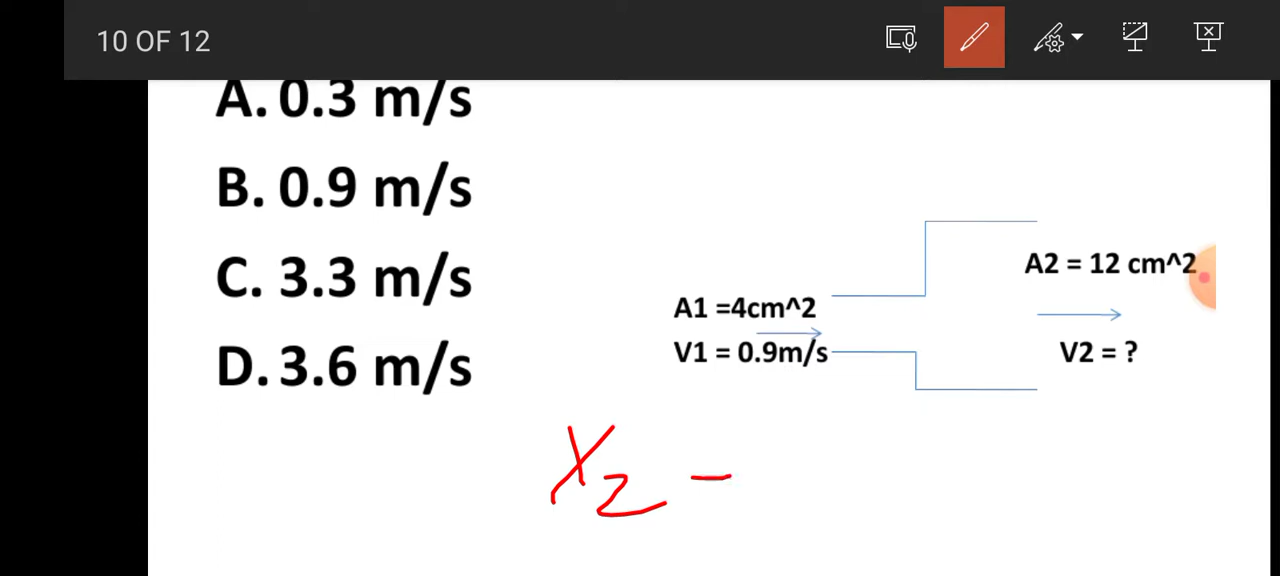 10 OF 12
A. 0.3 m/s
B. 0.9 m/s
C. 3.3 m/s
D. 3.6 m/s
A1 =4cm^2
V1 = 0.9m/s
A2 = 12 cm^2
V2 = ?
X2 -